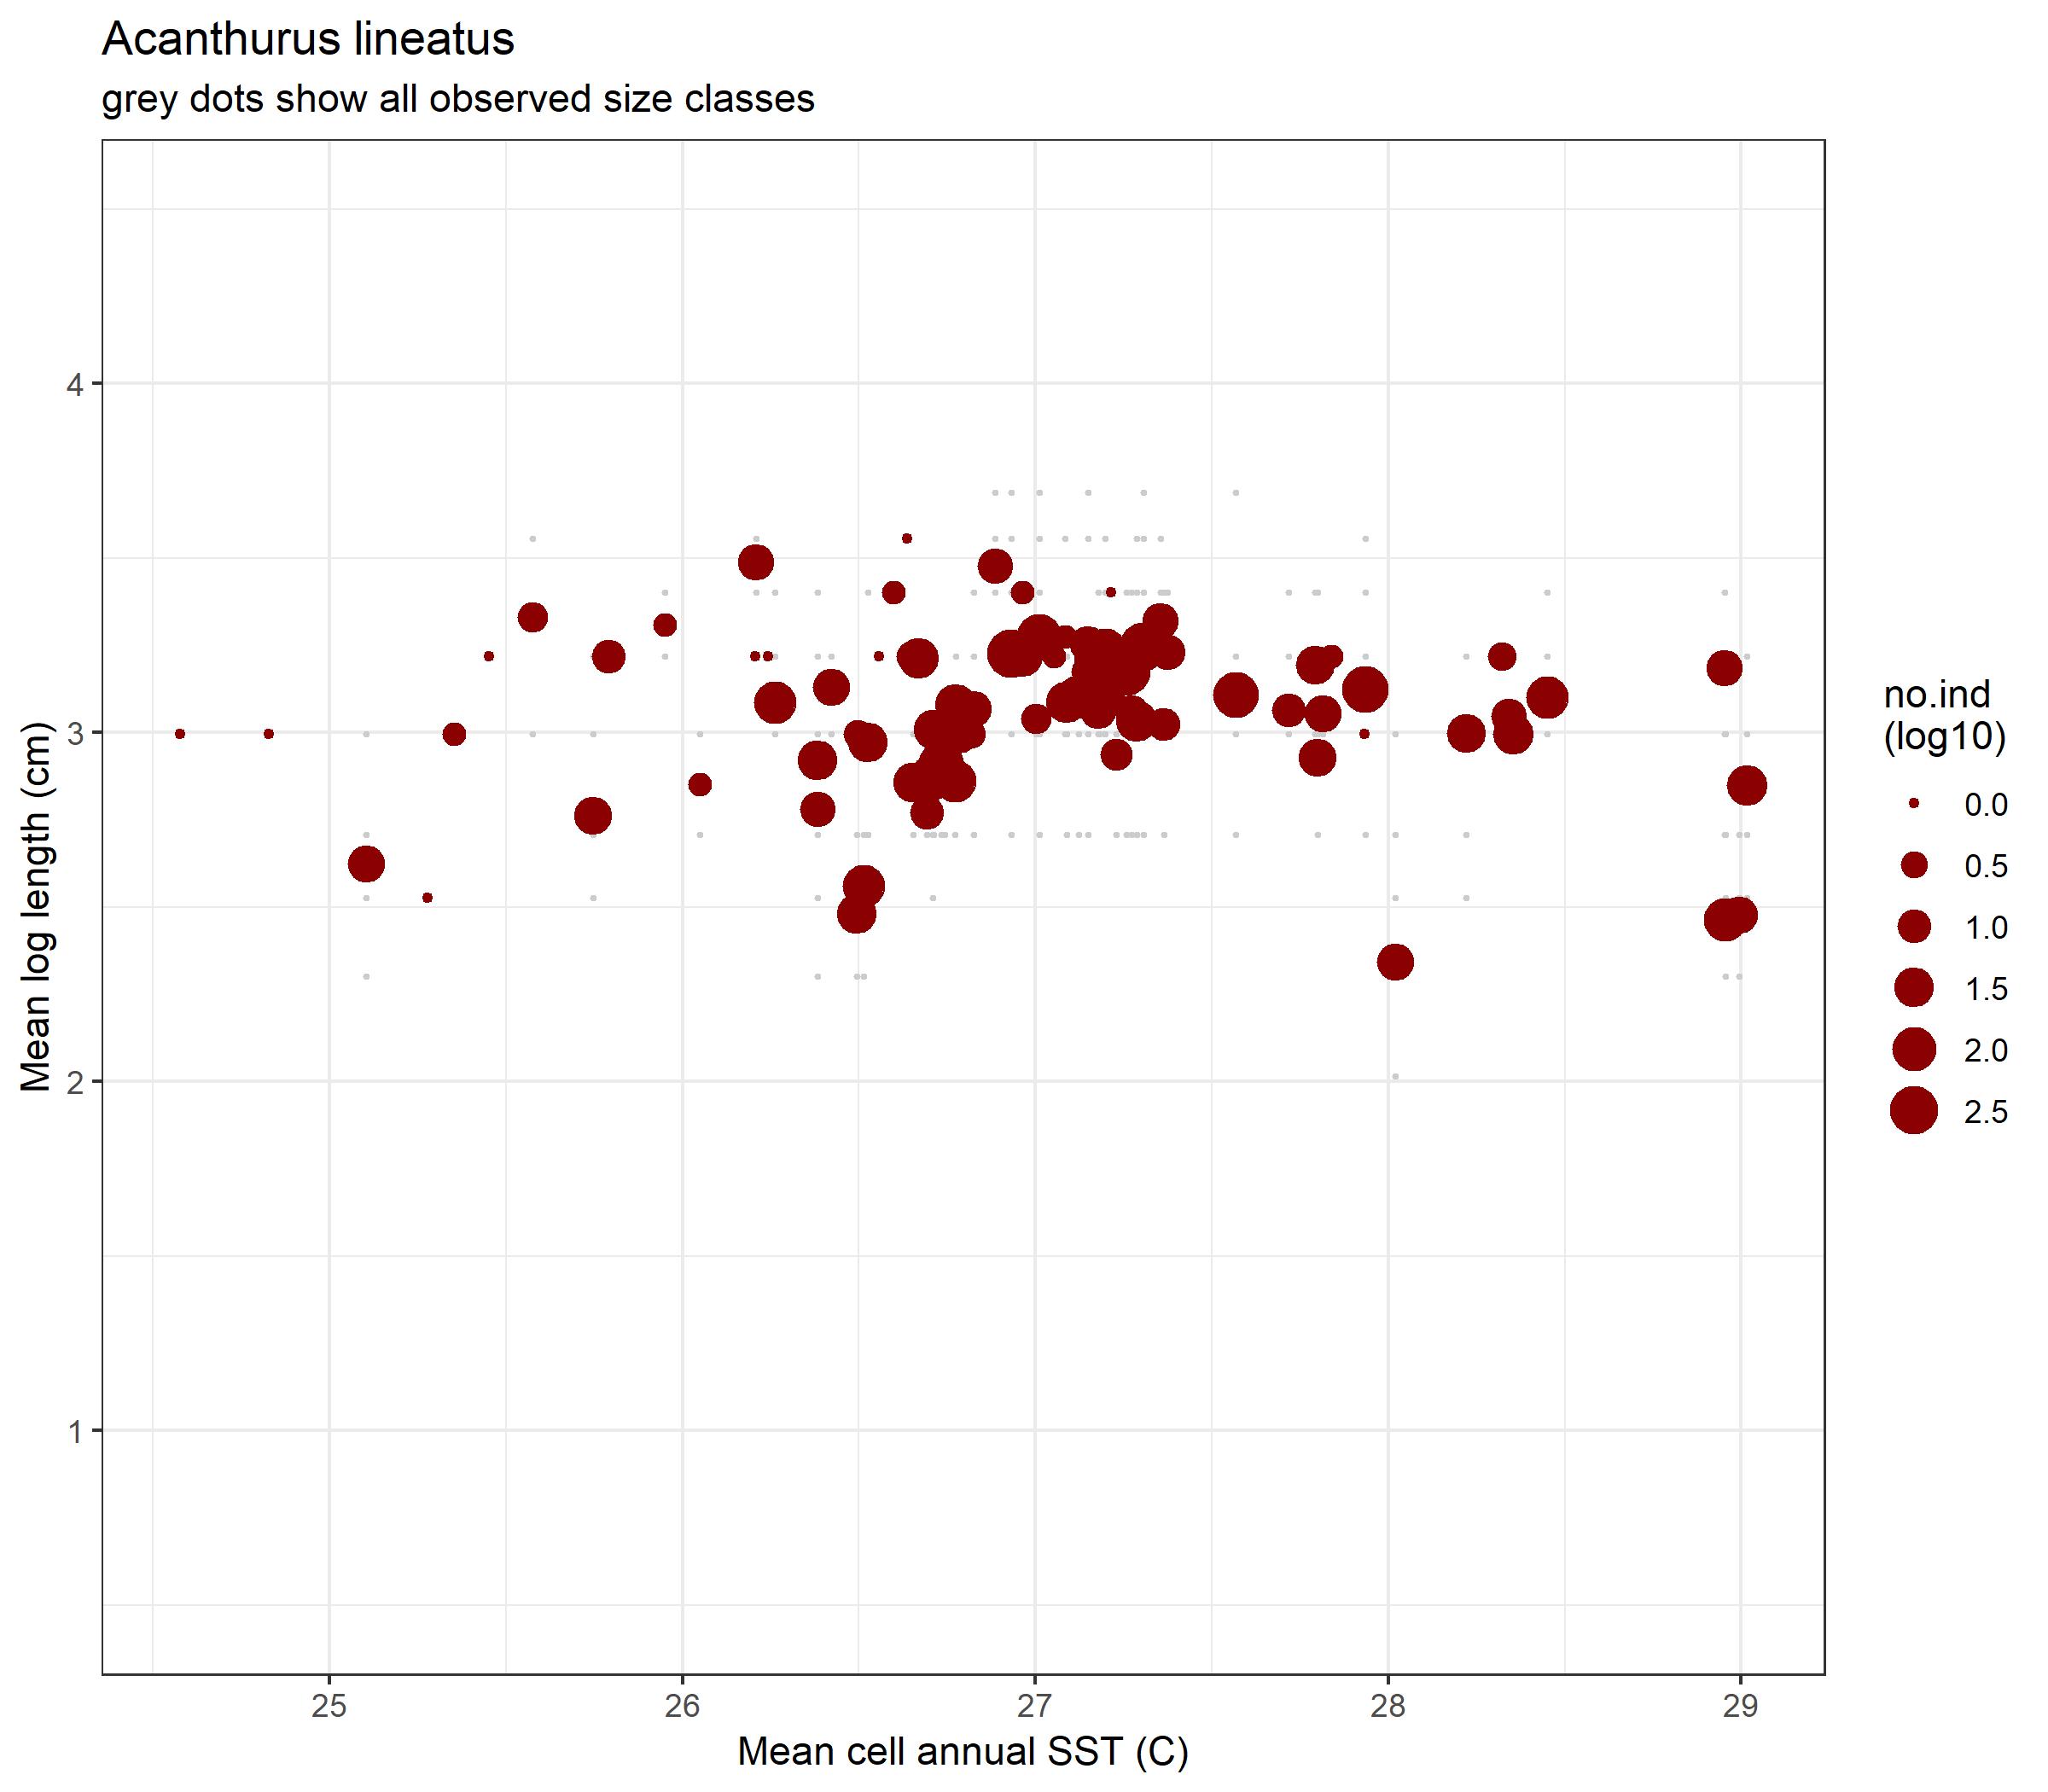 Acanthurus lineatus
grey dots show all observed size classes
Mean log length (cm)
4
3
2
1
25
26
27
28
29
Mean cell annual SST (C)
no.ind
(log10)
0.0
0.5
1.0
1.5
2.0
2.5